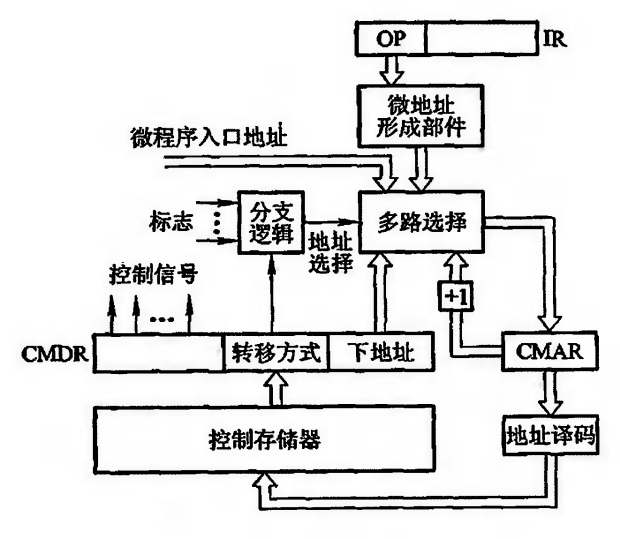 OP
IR
微地址
形成部件
微程序入口地址
标志
分支
逻辑
地址
选择
多路选择
控制信号
+1
CMDR
转移方式
下地址
CMAR
控制存储器
地址译码